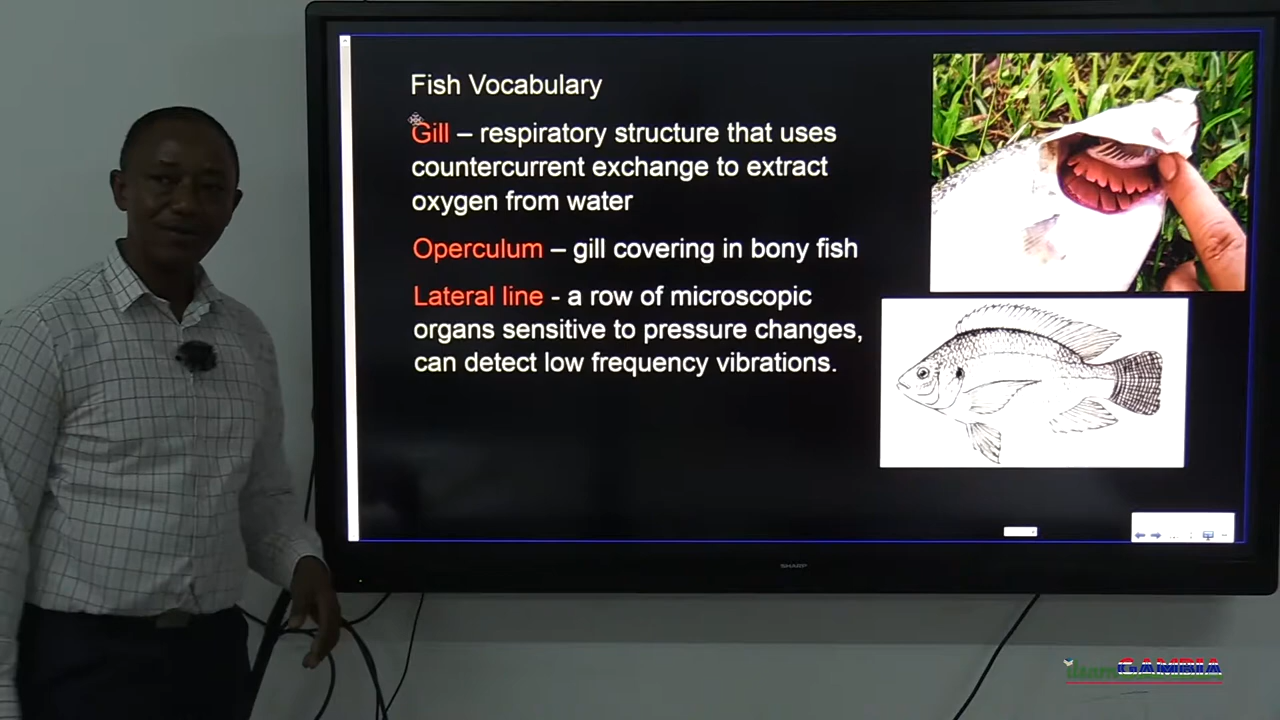 Fish Vocabulary
Gill – respiratory structure that uses
countercurrent exchange to extract
oxygen from water
Operculum – gill covering in bony fish
Lateral line - a row of microscopic
organs sensitive to pressure changes,
can detect low frequency vibrations.
SHARP
ilearnGAMBIA